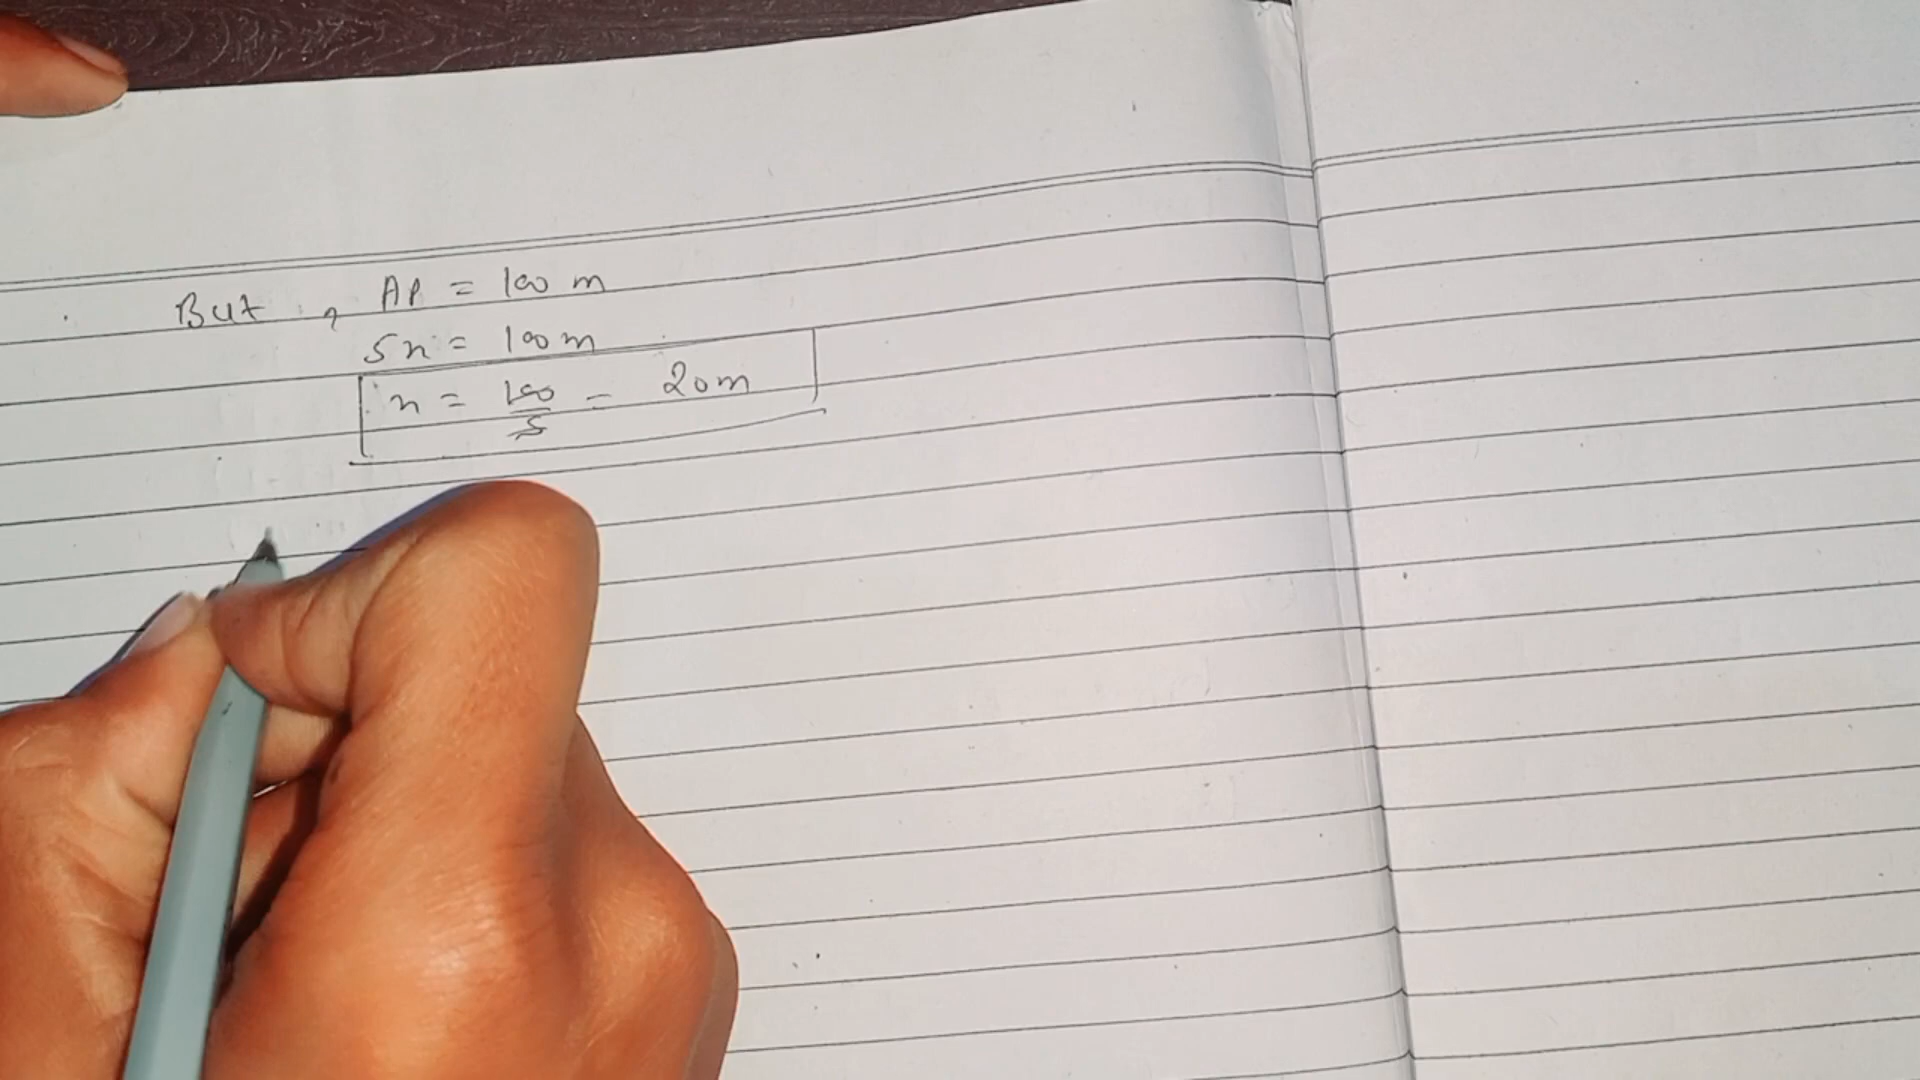 But, AP = 100 m
5x = 100 m
x = 100/5 = 20m